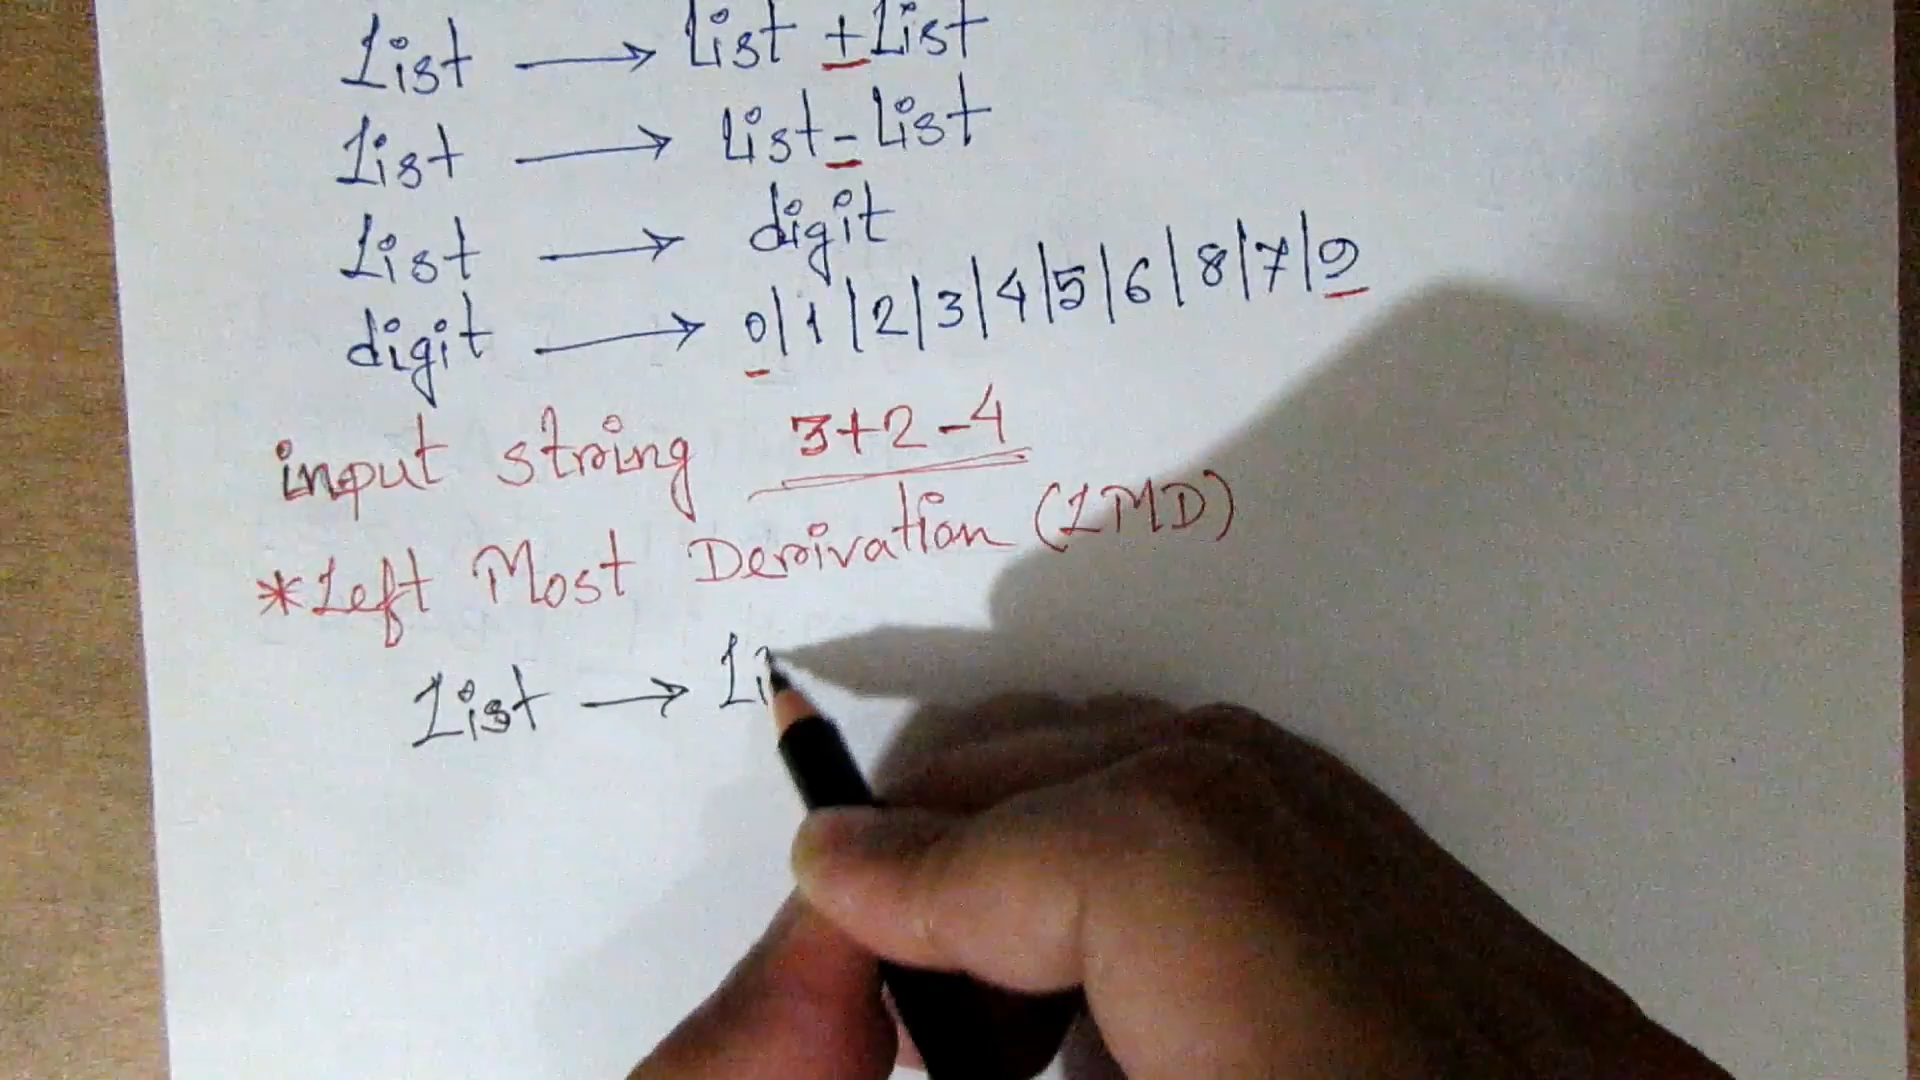 List → List + List
List → List - List
List → digit
digit → 0|1|2|3|4|5|6|8|7|9
input string 3+2-4
*Left Most Derivation (LMD)
List → Li